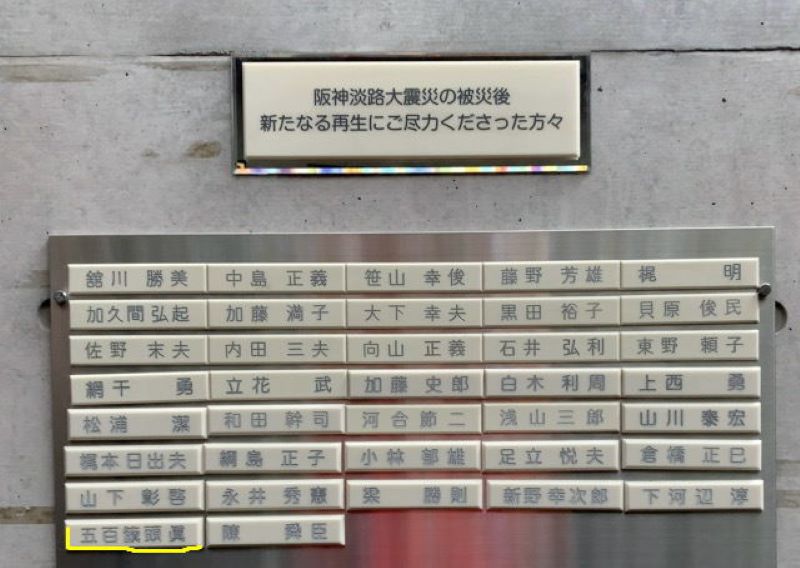 阪神淡路大震災の被災後
新たなる再生にご尽力くださった方々
舘川 勝美 中島 正義 笹山 幸俊 藤野 芳雄 梶 明
加久間弘起 加藤 満子 大下 幸夫 黒田 裕子 貝原 俊民
佐野 末夫 内田 三夫 向山 正義 石井 弘利 東野 頼子
網干 勇 立花 武 加藤 史郎 白木 利周 上西 勇
松浦 潔 和田 幹司 河合 節二 浅山 三郎 山川 泰宏
梶本日出夫 綱島 正子 小林 郁雄 足立 悦夫 倉橋 正巳
山下 彰啓 永井 秀憲 梁 勝則 新野幸次郎 下河辺 淳
五百籏頭眞 陳 舜臣